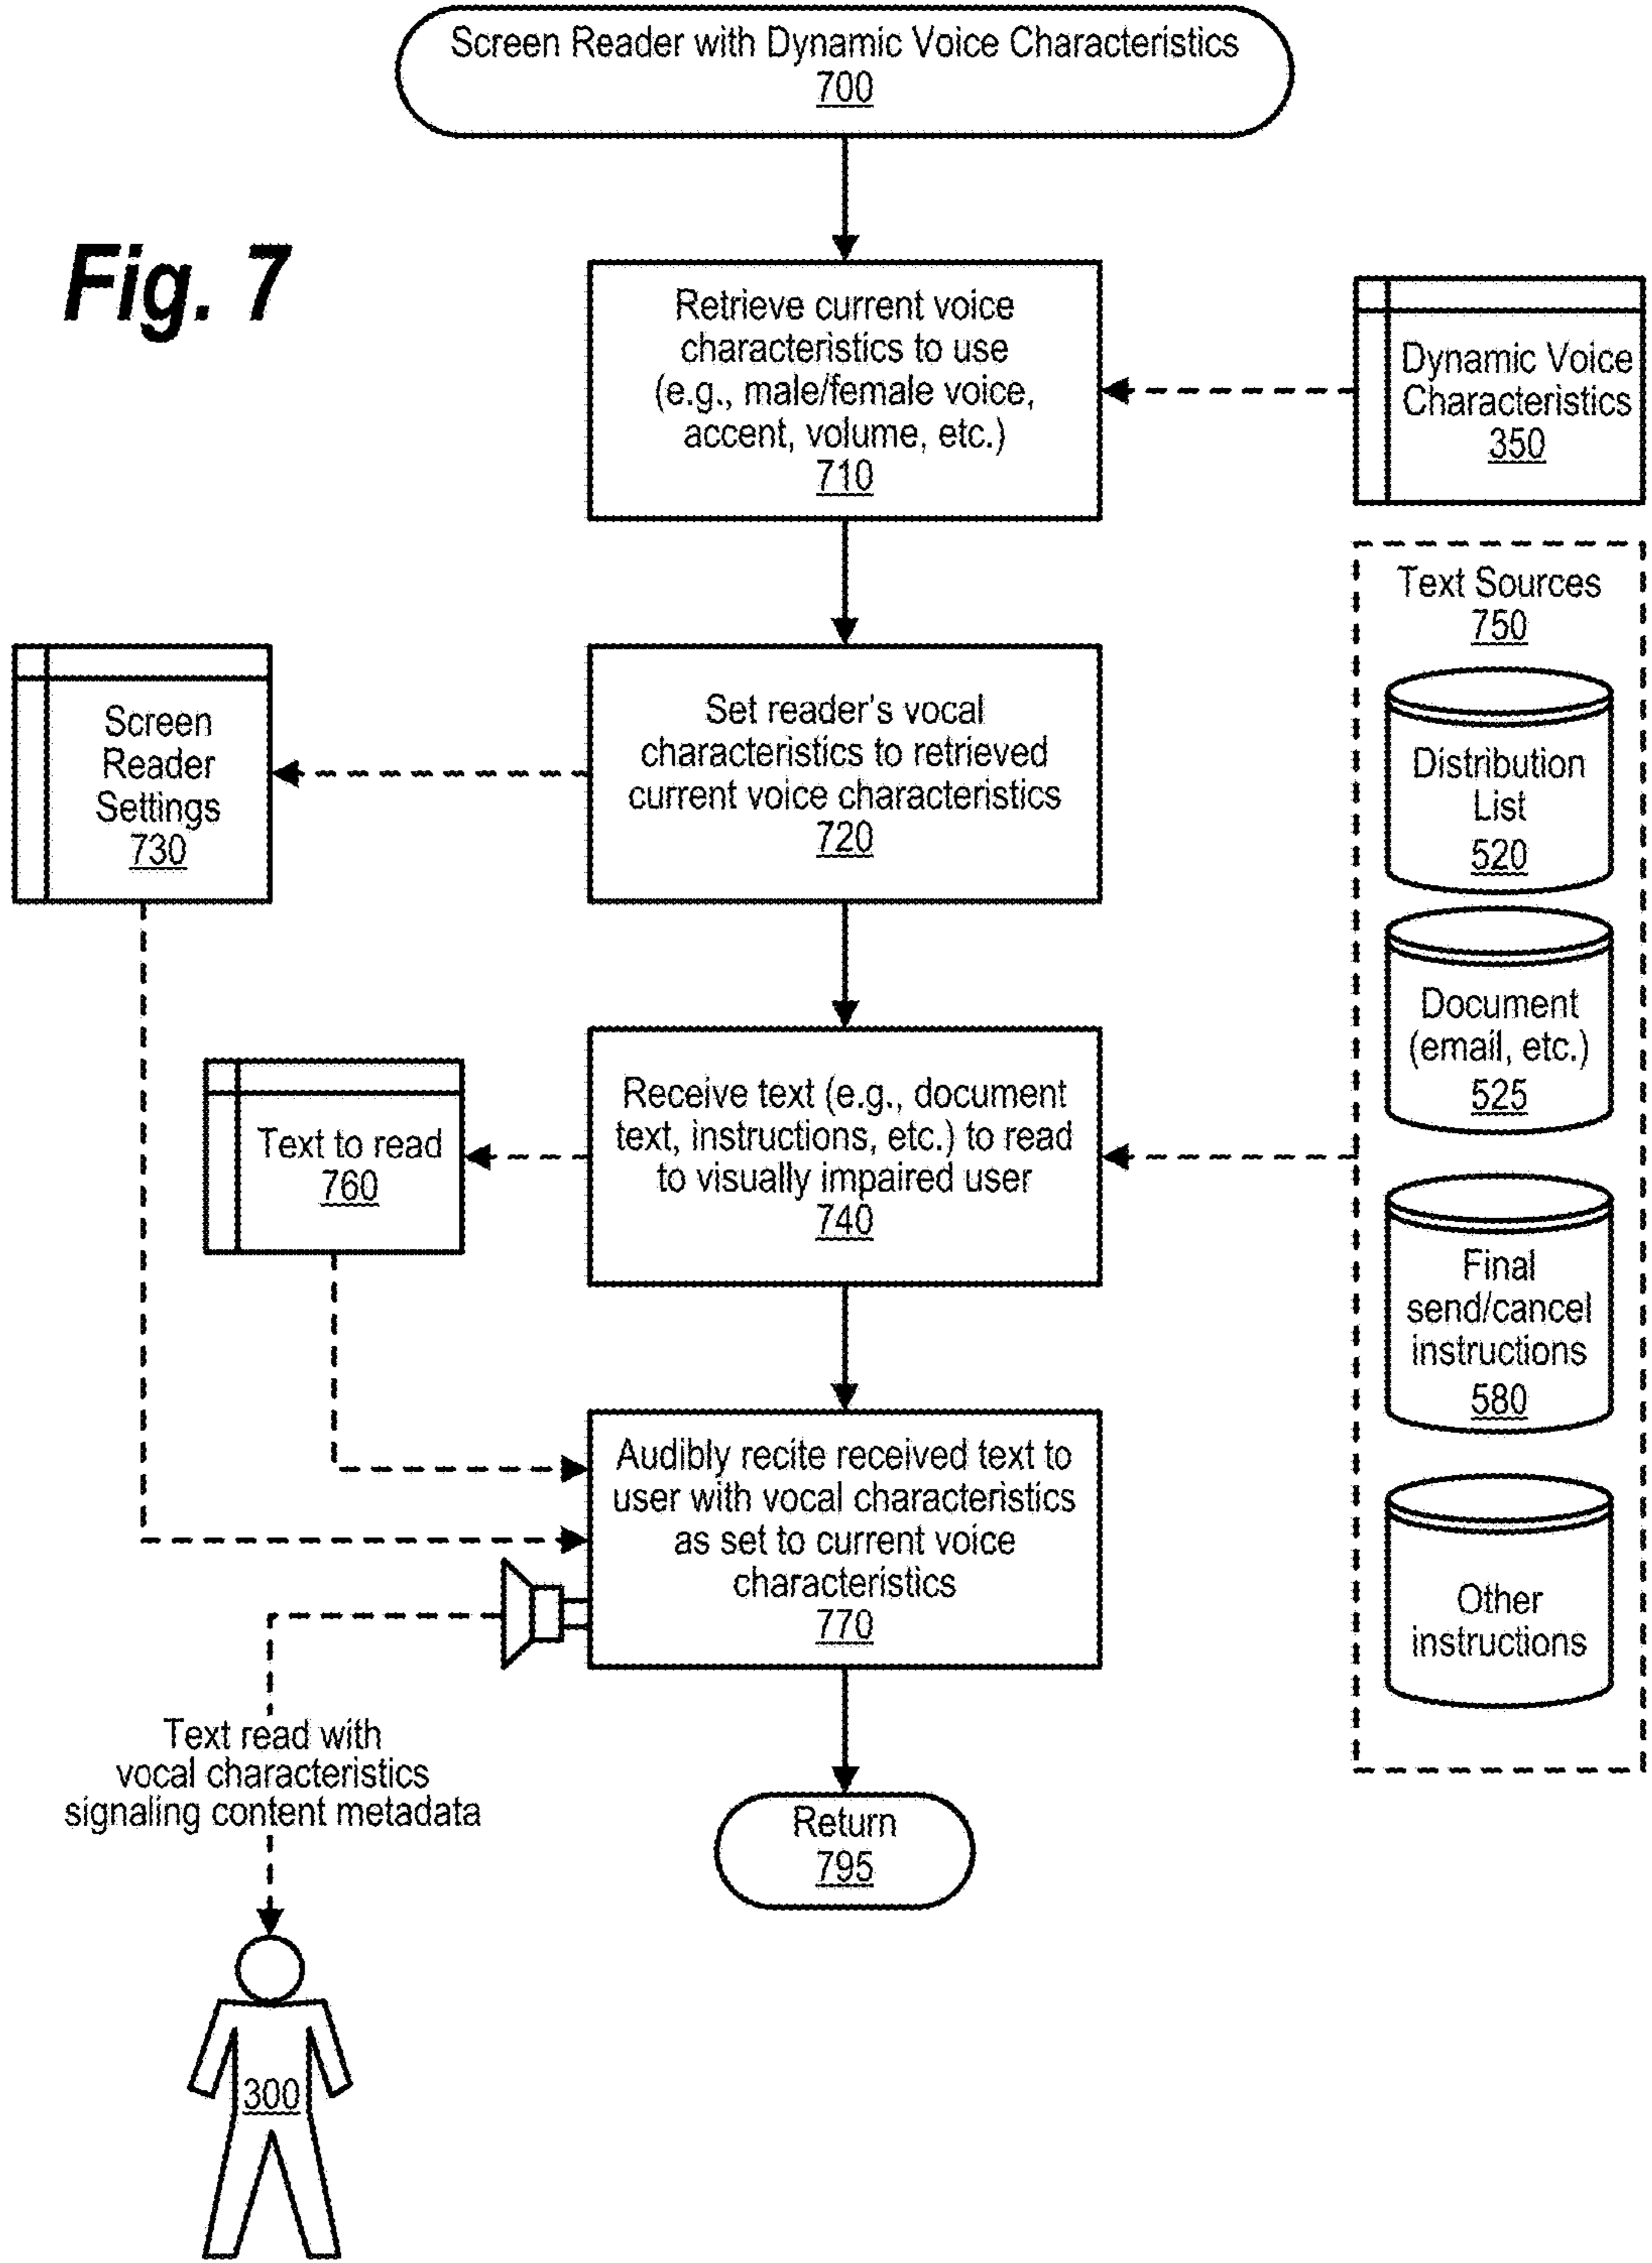 Screen Reader with Dynamic Voice Characteristics
700
Fig. 7
Retrieve current voice
characteristics to use
(e.g., male/female voice,
accent, volume, etc.)
710
Dynamic Voice
Characteristics
350
Text Sources
750
Screen
Reader
Settings
730
Set reader's vocal
characteristics to retrieved
current voice characteristics
720
Distribution
List
520
Document
(email, etc.)
525
Text to read
760
Receive text (e.g., document
text, instructions, etc.) to read
to visually impaired user
740
Final
send/cancel
instructions
580
Audibly recite received text to
user with vocal characteristics
as set to current voice
characteristics
770
Other
instructions
Text read with
vocal characteristics
signaling content metadata
Return
795
300